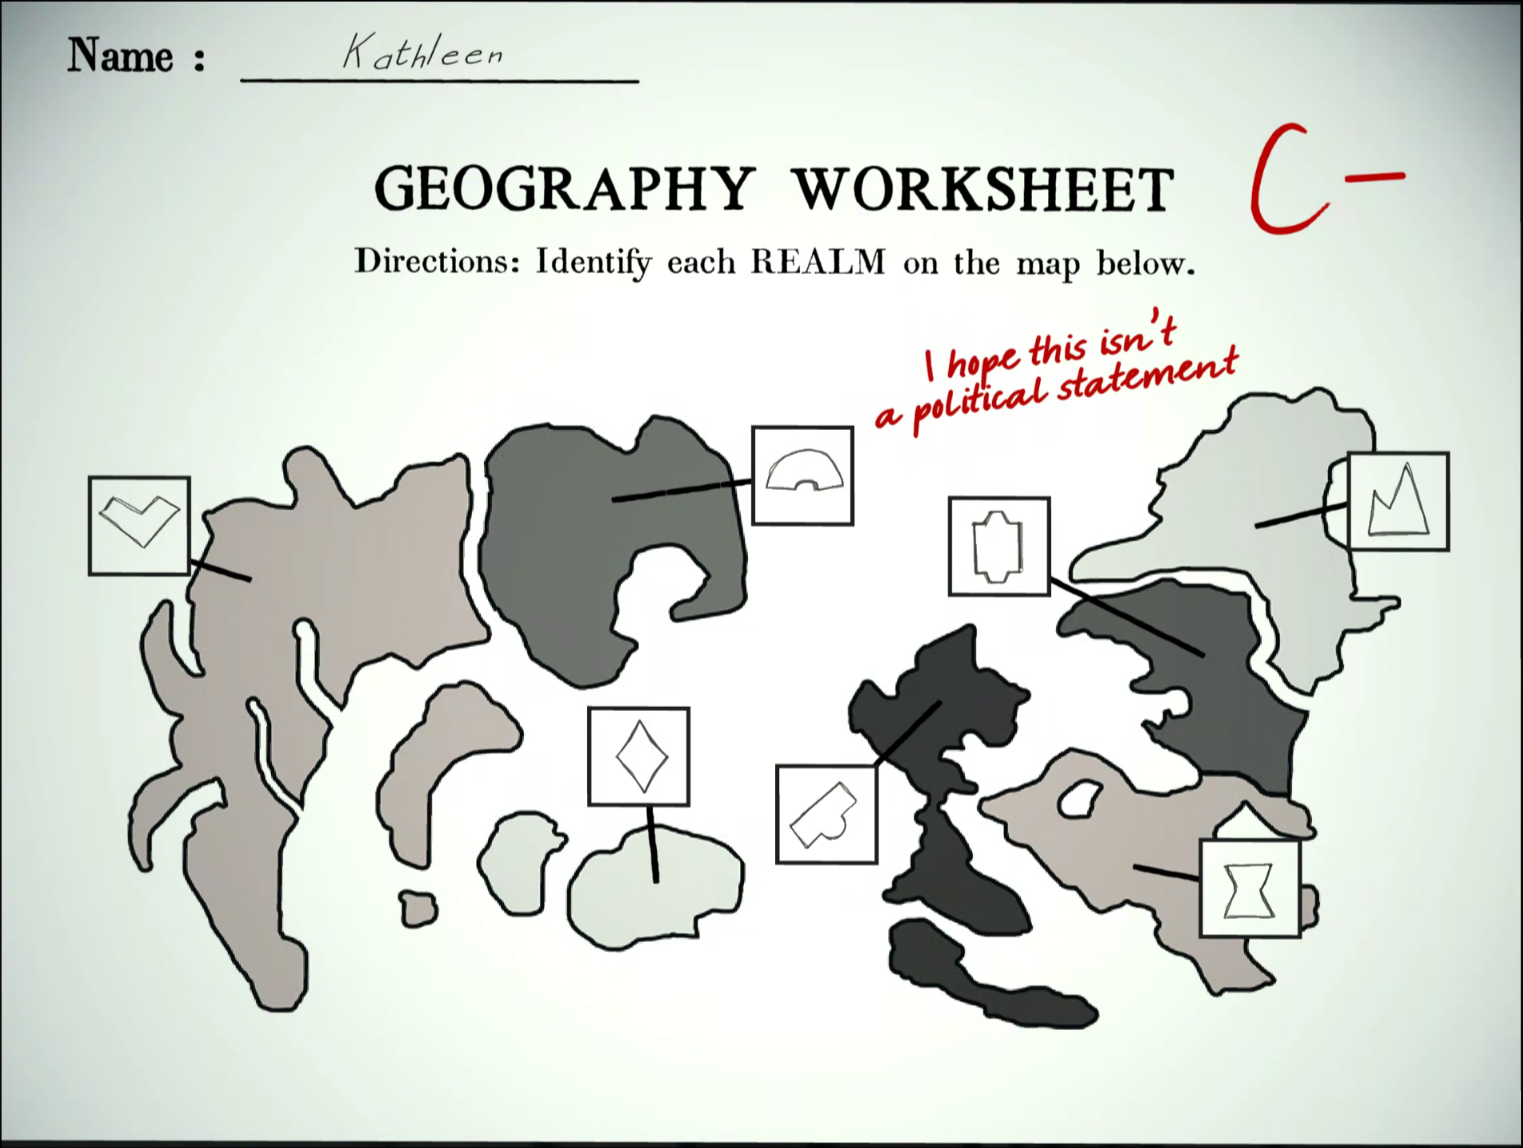 Name : Kathleen
GEOGRAPHY WORKSHEET
C-
Directions: Identify each REALM on the map below.
I hope this isn't
a political statement